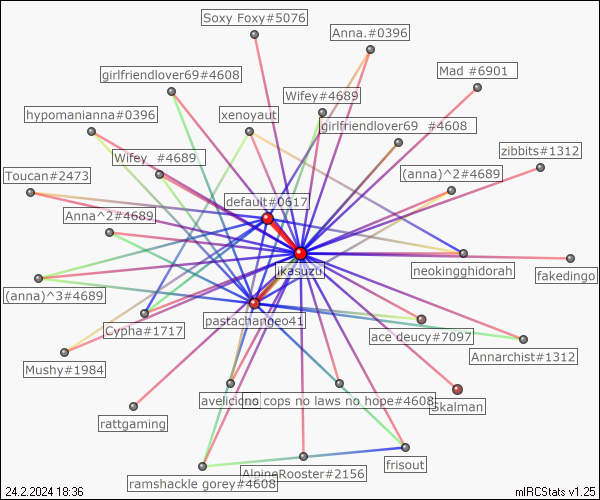 Soxy Foxy#5076
Anna.#0396
Mad #6901
girlfriendlover69#4608
Wifey#4689
hypomanianna#0396
xenoyaut
girlfriendlover69 #4608
Wifey #4689
zibbits#1312
Toucan#2473
(anna)^2#4689
default#0617
Anna^2#4689
ikasuzu
neokingghidorah
fakedingo
(anna)^3#4689
pastachangeo41
Cypha#1717
ace deucy#7097
Annarchist#1312
Mushy#1984
avelicious
no cops no laws no hope#4608
Skalman
rattgaming
frisout
AlpineRooster#2156
ramshackle gorey#4608
24.2.2024 18:36
mIRCStats v1.25